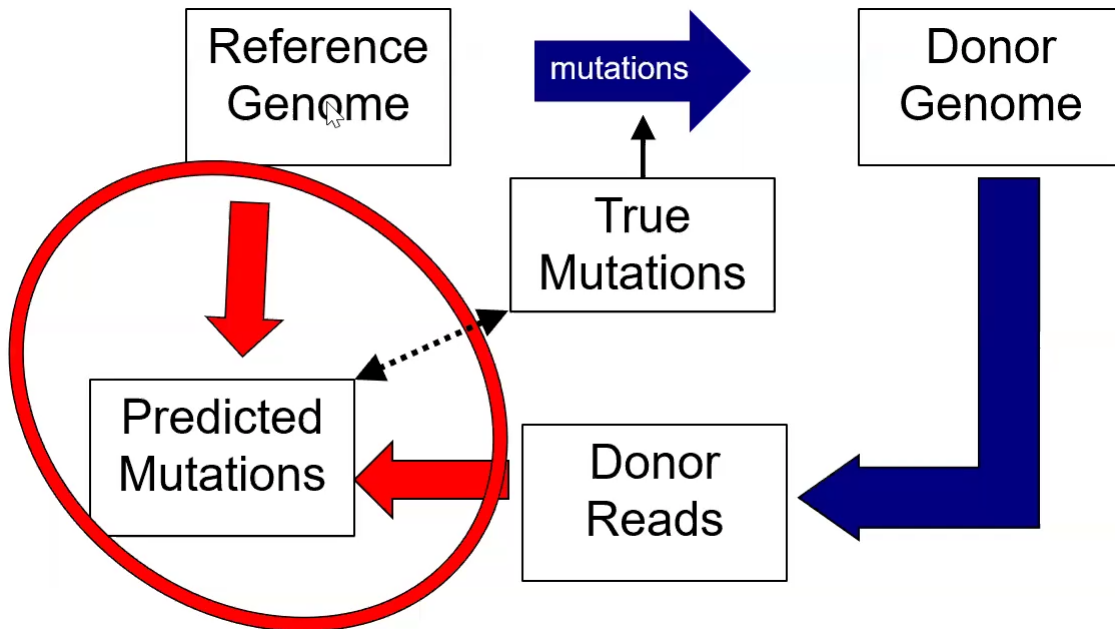 Reference
Genome
mutations
Donor
Genome
True
Mutations
Predicted
Mutations
Donor
Reads